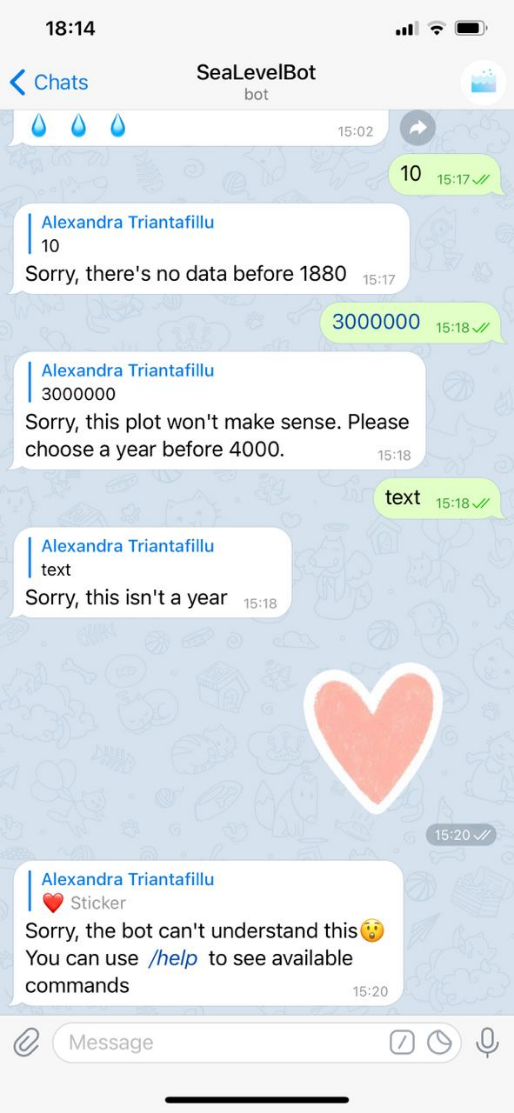 18:14
Chats
SeaLevelBot
bot
💧 💧 💧 15:02
10 15:17
Alexandra Triantafillu
10
Sorry, there's no data before 1880 15:17
3000000 15:18
Alexandra Triantafillu
3000000
Sorry, this plot won't make sense. Please
choose a year before 4000. 15:18
text 15:18
Alexandra Triantafillu
text
Sorry, this isn't a year 15:18
15:20
Alexandra Triantafillu
❤️ Sticker
Sorry, the bot can't understand this😲
You can use /help to see available
commands 15:20
Message